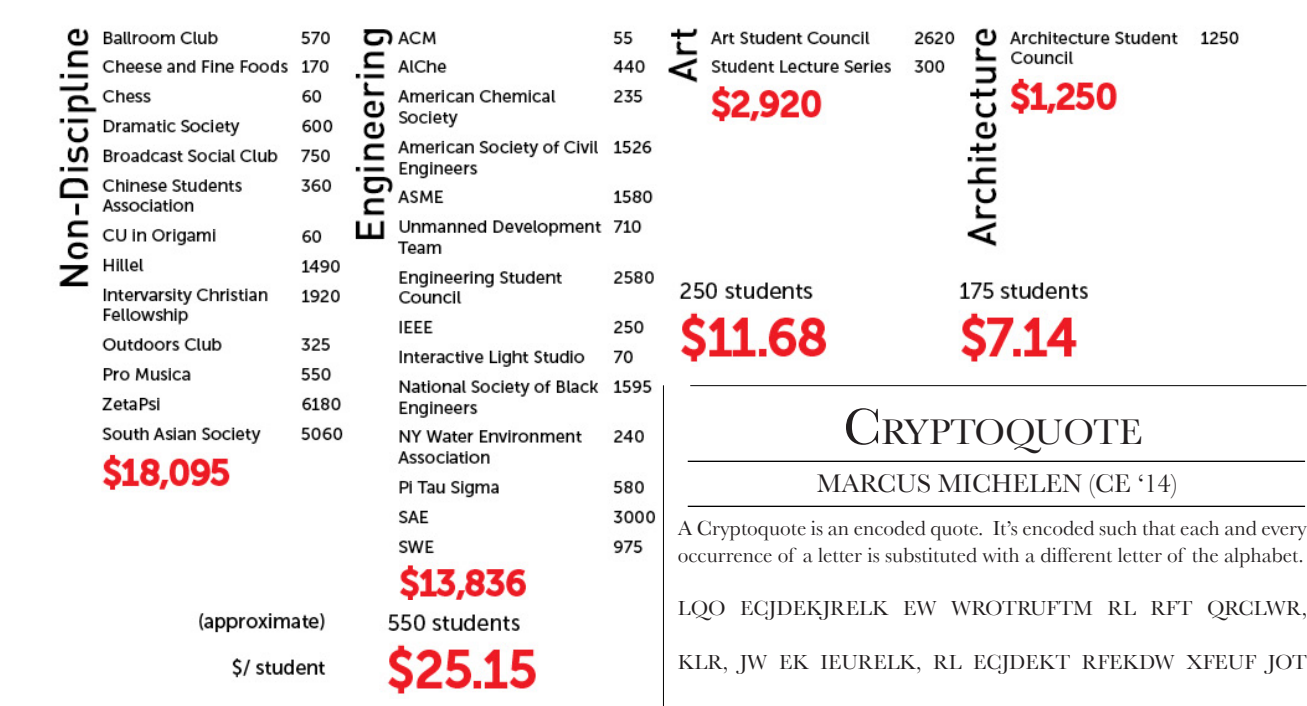 Non-Discipline
Ballroom Club 570
Cheese and Fine Foods 170
Chess 60
Dramatic Society 600
Broadcast Social Club 750
Chinese Students 360
Association
CU in Origami 60
Hillel 1490
Intervarsity Christian 1920
Fellowship
Outdoors Club 325
Pro Musica 550
ZetaPsi 6180
South Asian Society 5060
$18,095
Engineering
ACM 55
AIChe 440
American Chemical 235
Society
American Society of Civil 1526
Engineers
ASME 1580
Unmanned Development 710
Team
Engineering Student 2580
Council
IEEE 250
Interactive Light Studio 70
National Society of Black 1595
Engineers
NY Water Environment 240
Association
Pi Tau Sigma 580
SAE 3000
SWE 975
$13,836
Art
Art Student Council 2620
Student Lecture Series 300
$2,920
Architecture
Architecture Student 1250
Council
$1,250
(approximate)
$/ student
550 students
$25.15
250 students
$11.68
175 students
$7.14
CRYPTOQUOTE
MARCUS MICHELEN (CE ‘14)
A Cryptoquote is an encoded quote. It’s encoded such that each and every
occurrence of a letter is substituted with a different letter of the alphabet.
LQO ECJDEKJRELK EW WROTRUFTM RL RFT QRCLWR,
KLR, JW EK IEURELK, RL ECJDEKT RFEKDW XFEUF JOT